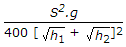 S².g
400 [ √h₁ + √h₂]²